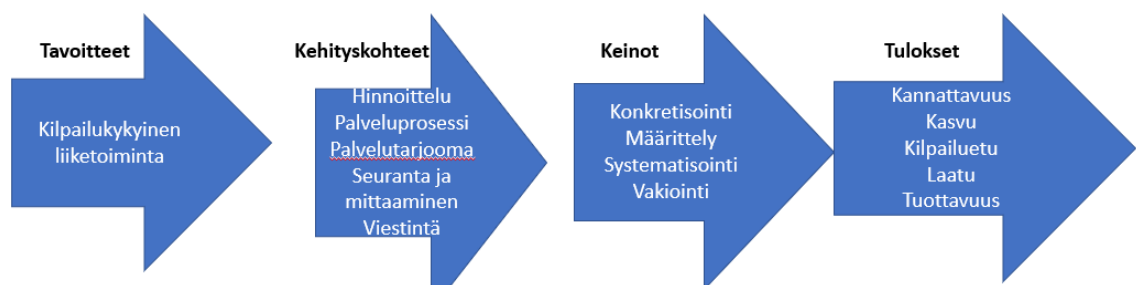 Tavoitteet
Kilpailukykyinen
liiketoiminta
Kehityskohteet
Hinnoittelu
Palveluprosessi
Palvelutarjooma
Seuranta ja
mittaaminen
Viestintä
Keinot
Konkretisointi
Määrittely
Systematisointi
Vakiointi
Tulokset
Kannattavuus
Kasvu
Kilpailuetu
Laatu
Tuottavuus